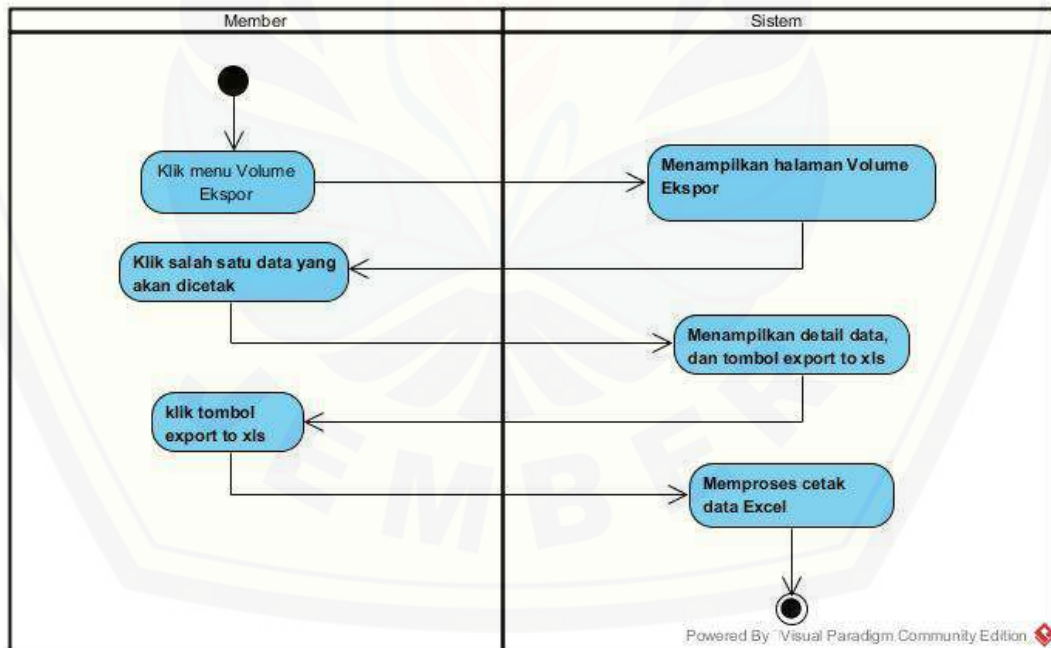 Member
Sistem
Klik menu Volume
Ekspor
Menampilkan halaman Volume
Ekspor
Klik salah satu data yang
akan dicetak
Menampilkan detail data,
dan tombol export to xls
klik tombol
export to xls
Memproses cetak
data Excel
Powered By Visual Paradigm Community Edition